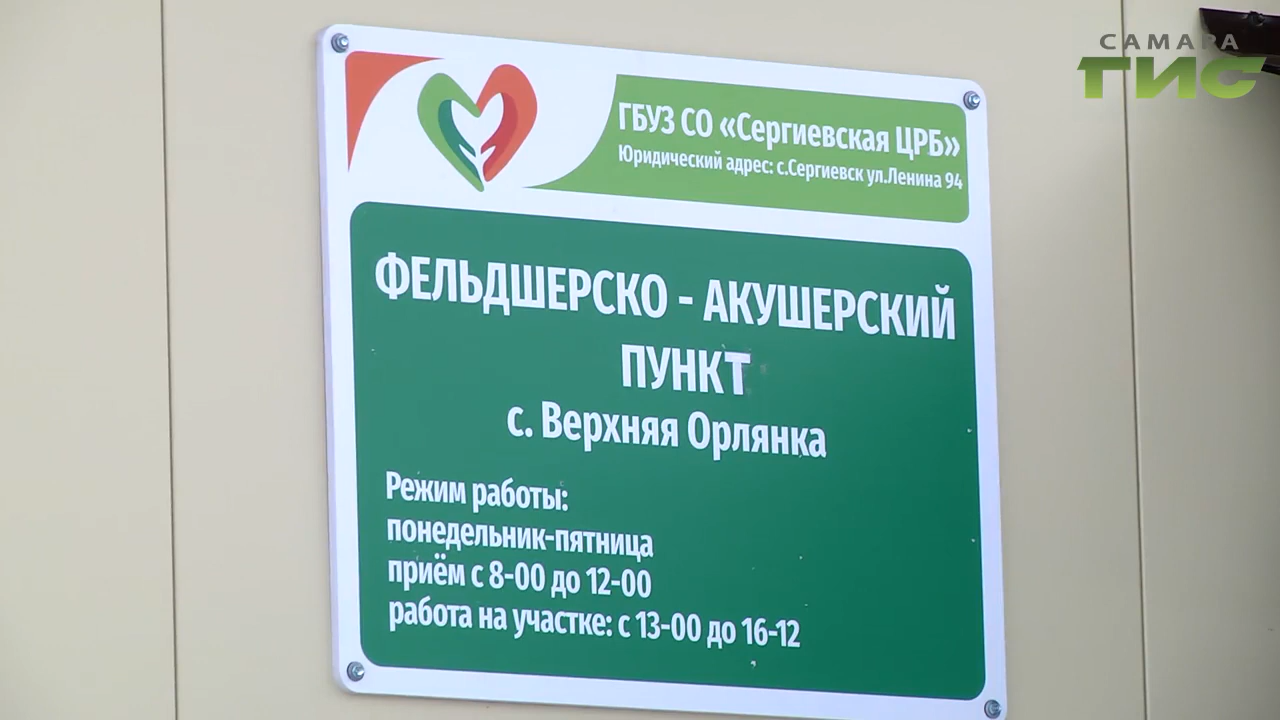 САМАРА
ГИС
ГБУЗ СО «Сергиевская ЦРБ»
Юридический адрес: с.Сергиевск ул.Ленина 94
ФЕЛЬДШЕРСКО - АКУШЕРСКИЙ
ПУНКТ
с. Верхняя Орлянка
Режим работы:
понедельник-пятница
приём с 8-00 до 12-00
работа на участке: с 13-00 до 16-12